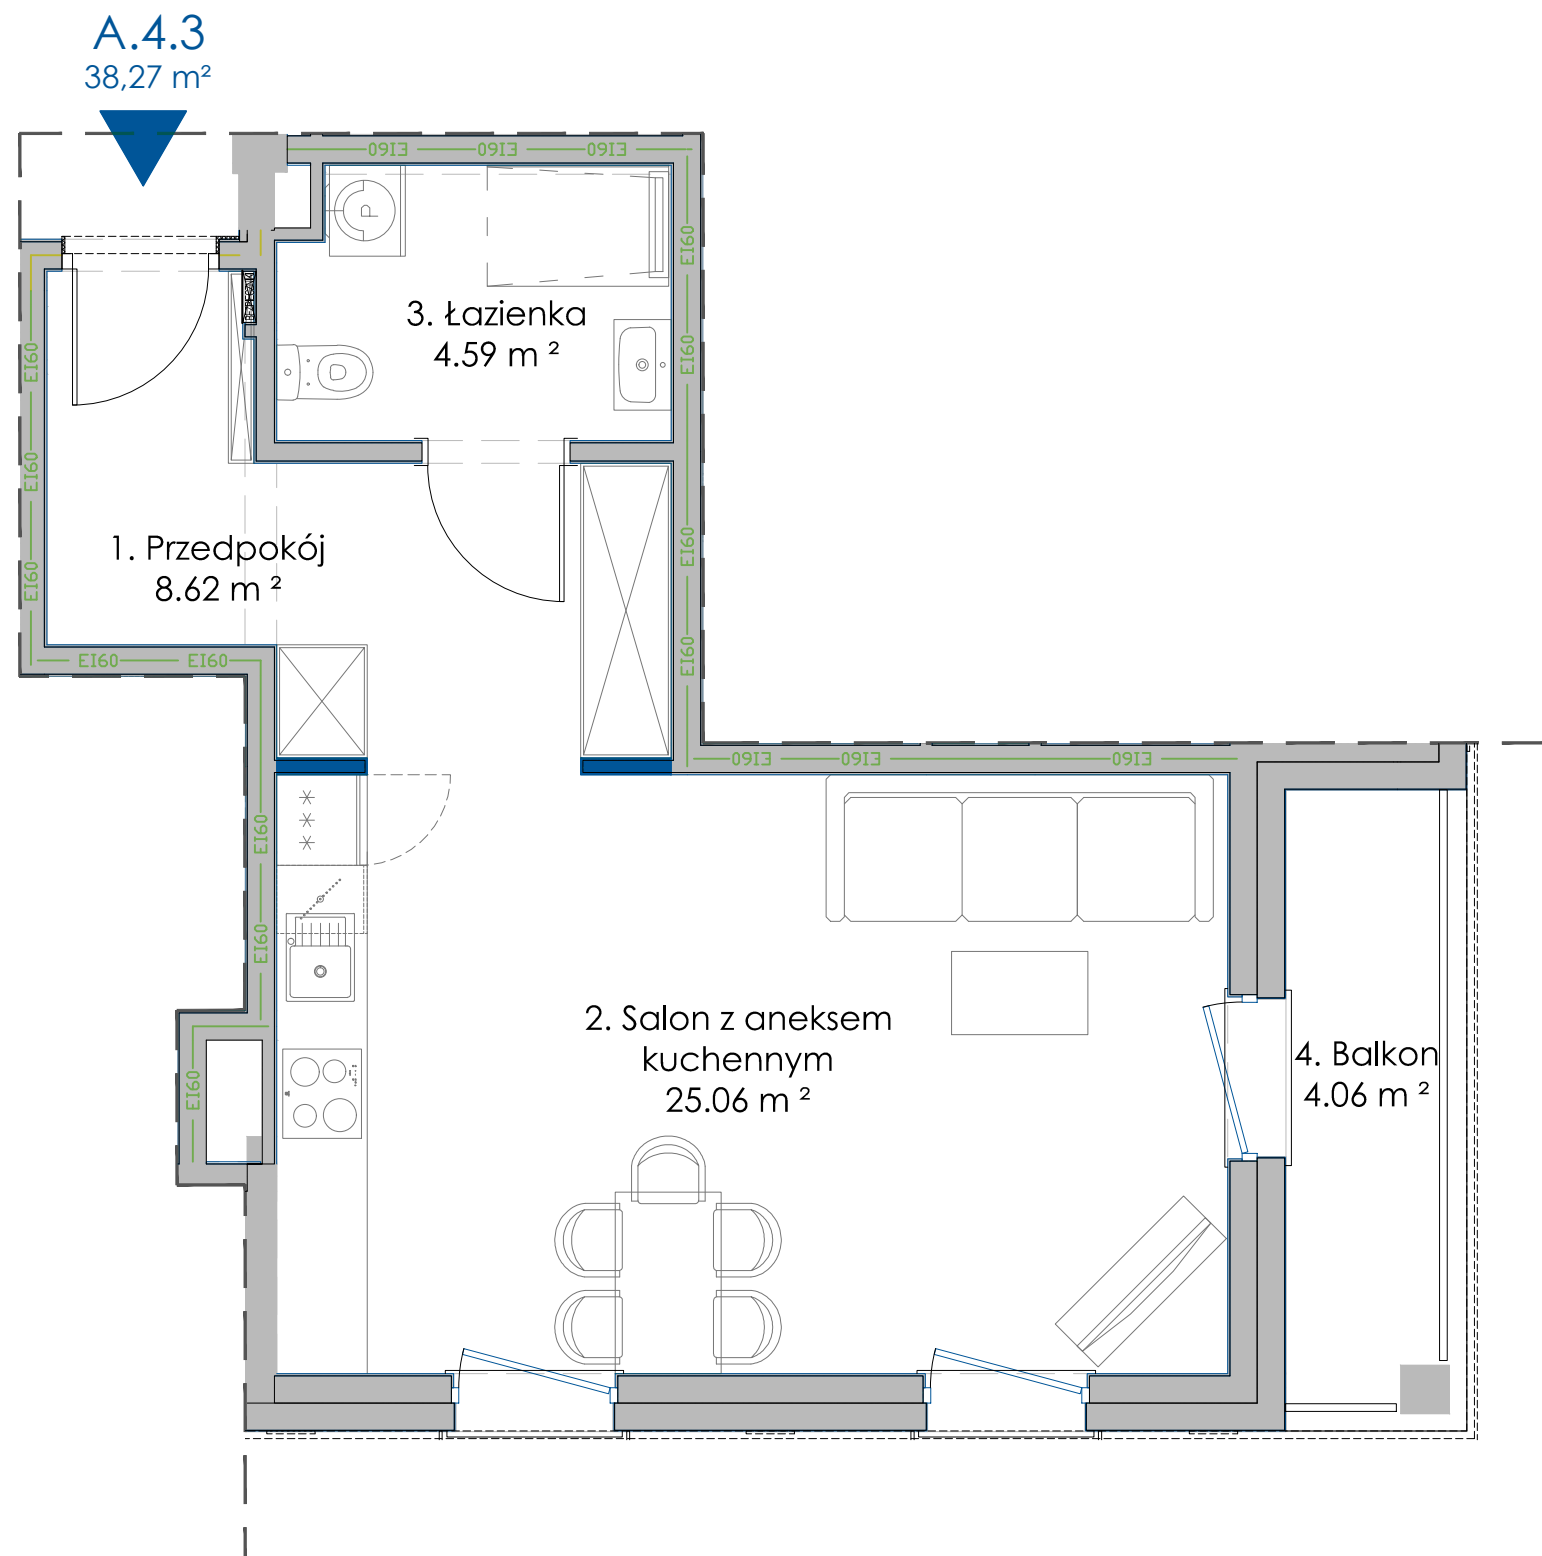 A.4.3
38,27 m²
EI60 EI60 EI60
P
3. Łazienka
4.59 m ²
EI60
EI60
EI60
EI60
EI60
EI60
EI60
1. Przedpokój
8.62 m ²
EI60 EI60
EI60 EI60 EI60
EI60
EI60
EI60
2. Salon z aneksem
kuchennym
25.06 m ²
4. Balkon
4.06 m ²